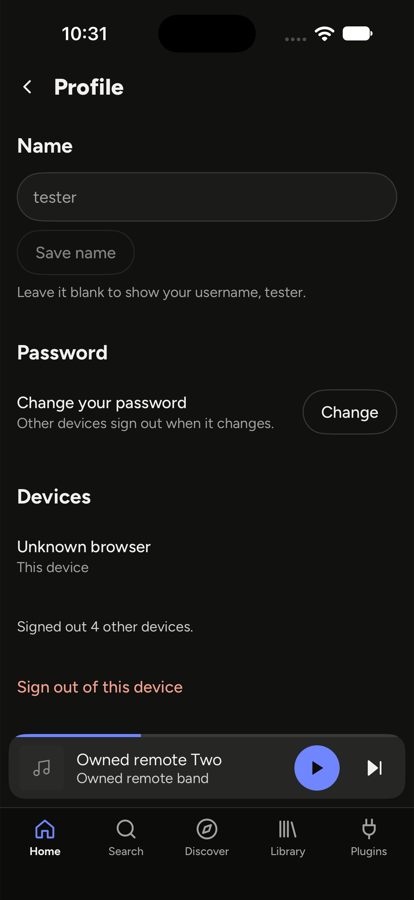 10:31
Profile
Name
tester
Save name
Leave it blank to show your username, tester.
Password
Change your password
Other devices sign out when it changes.
Change
Devices
Unknown browser
This device
Signed out 4 other devices.
Sign out of this device
Owned remote Two
Owned remote band
Home
Search
Discover
Library
Plugins